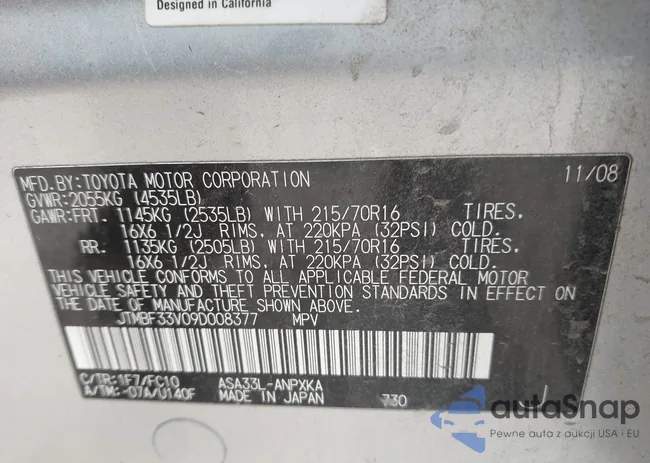 Designed in California
MFD.BY:TOYOTA MOTOR CORPORATION 11/08
GVWR:2055KG (4535LB)
GAWR:FRT. 1145KG (2535LB) WITH 215/70R16 TIRES.
16X6 1/2J RIMS, AT 220KPA (32PSI) COLD.
RR. 1135KG (2505LB) WITH 215/70R16 TIRES.
16X6 1/2J RIMS, AT 220KPA (32PSI) COLD.
THIS VEHICLE CONFORMS TO ALL APPLICABLE FEDERAL MOTOR
VEHICLE SAFETY AND THEFT PREVENTION STANDARDS IN EFFECT ON
THE DATE OF MANUFACTURE SHOWN ABOVE.
JTMBF33V09D008377 MPV
C/TR:1F7/FC10 ASA33L-ANPXKA
A/TM:-07A/U140F MADE IN JAPAN 730 J
autoSnap
Pewne auta z aukcji USA i EU